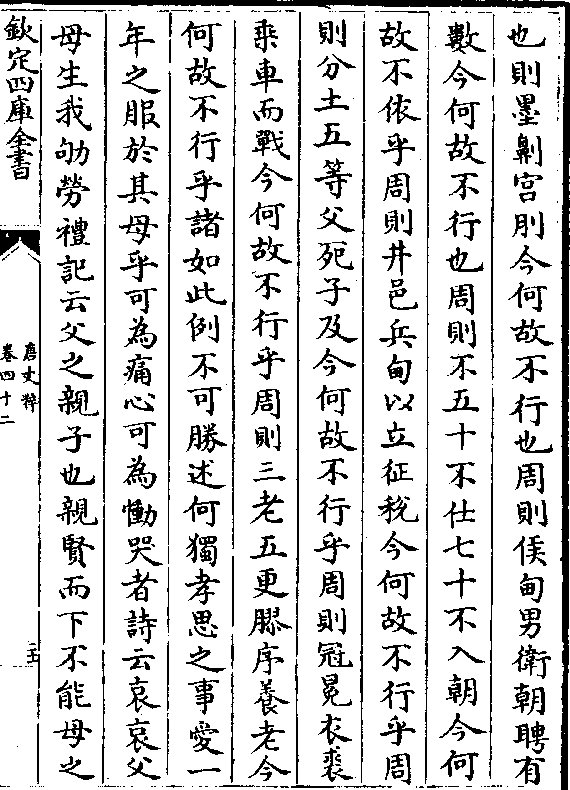 也則墨劓宫刖今何故不行也周則侯甸男衛朝聘有
數今何故不行也周則不五十不仕七十不入朝今何
故不依乎周則井邑兵甸以立征税今何故不行乎周
則分土五等父死子及今何故不行乎周則冠冕衣裘
乘車而戰今何故不行乎周則三老五更膠序養老今
何故不行乎諸如此例不可勝述何獨孝思之事愛一
年之服於其母乎可為痛心可為慟哭者詩云哀哀父
母生我劬勞禮記云父之親子也親賢而下不能母之
欽定四庫全書
唐文粹
卷四十二